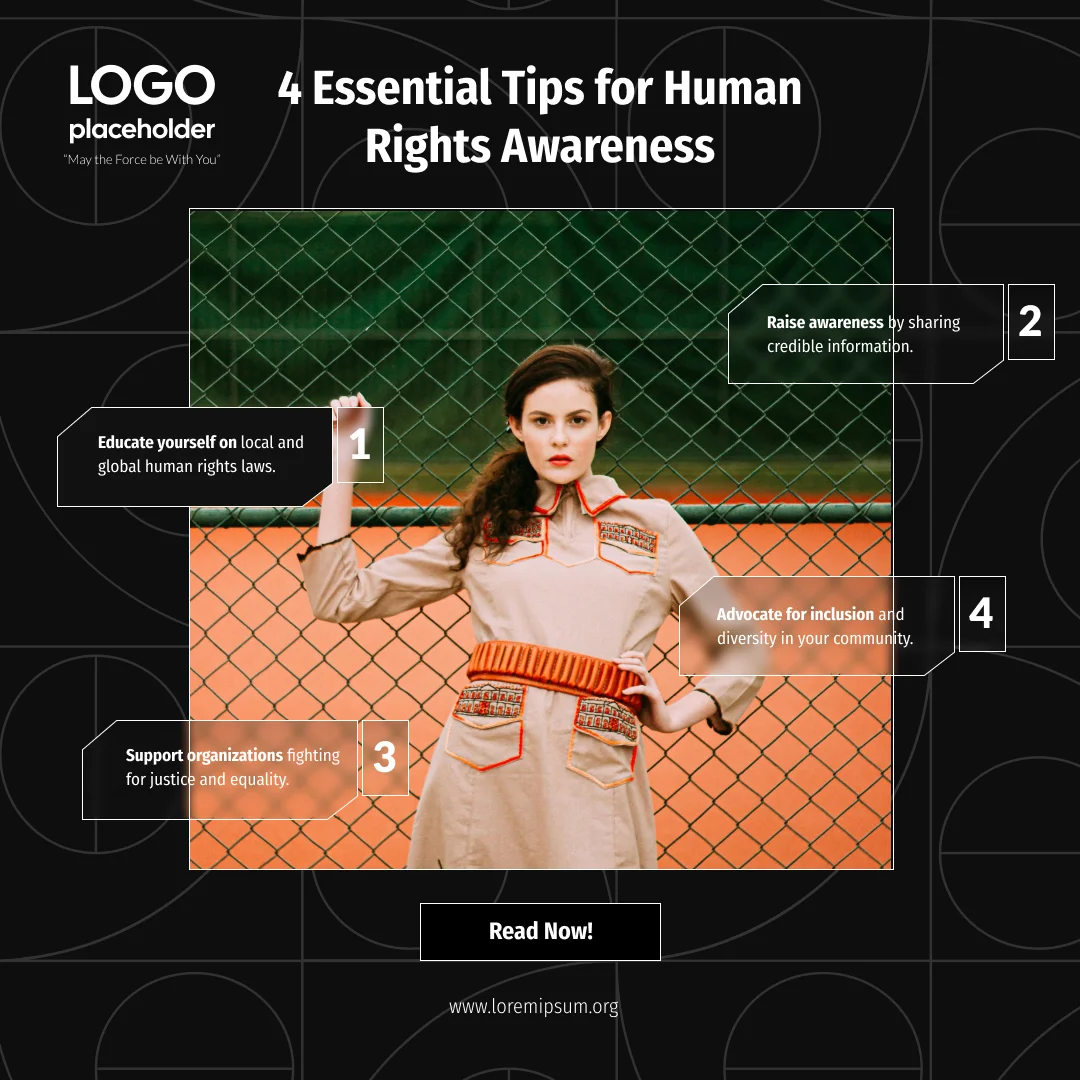 LOGO
placeholder
“May the Force be With You”
4 Essential Tips for Human
Rights Awareness
Educate yourself on local and
global human rights laws.
1
Raise awareness by sharing
credible information.
2
Support organizations fighting
for justice and equality.
3
Advocate for inclusion and
diversity in your community.
4
Read Now!
www.loremipsum.org